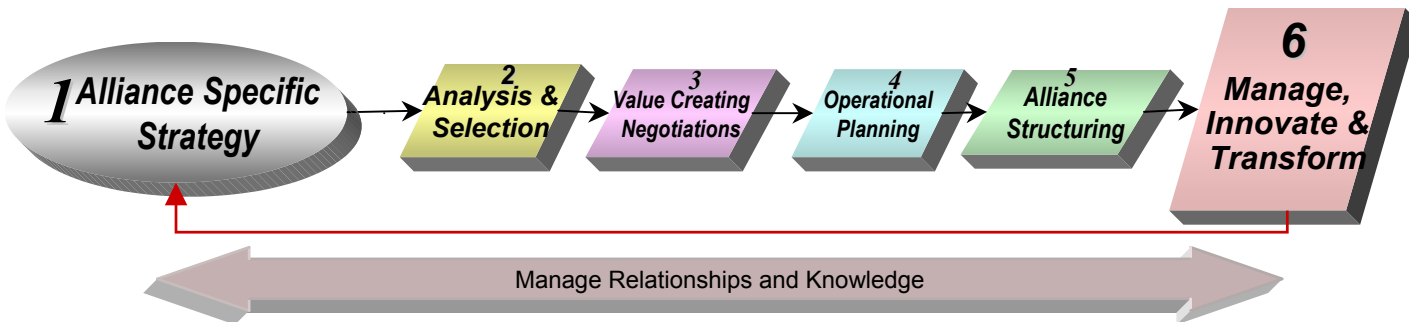 1
Alliance Specific
Strategy
2
Analysis &
Selection
3
Value Creating
Negotiations
4
Operational
Planning
5
Alliance
Structuring
6
Manage,
Innovate &
Transform
Manage Relationships and Knowledge